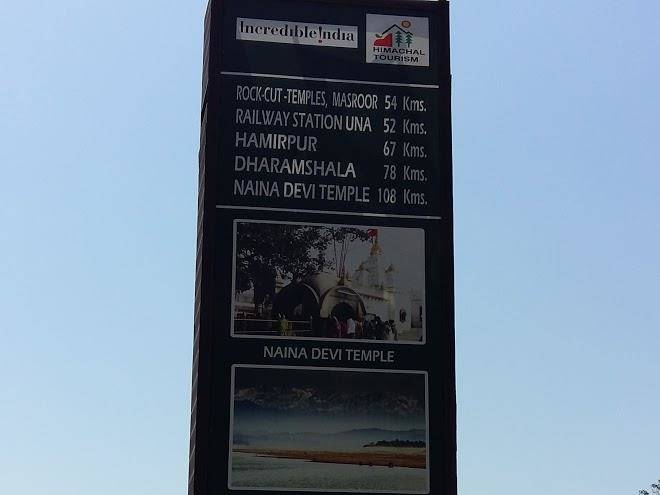 Incredible!ndia
HIMACHAL
TOURISM
ROCK-CUT-TEMPLES, MASROOR 54 Kms.
RAILWAY STATION UNA 52 Kms.
HAMIRPUR 67 Kms.
DHARAMSHALA 78 Kms.
NAINA DEVI TEMPLE 108 Kms.
NAINA DEVI TEMPLE